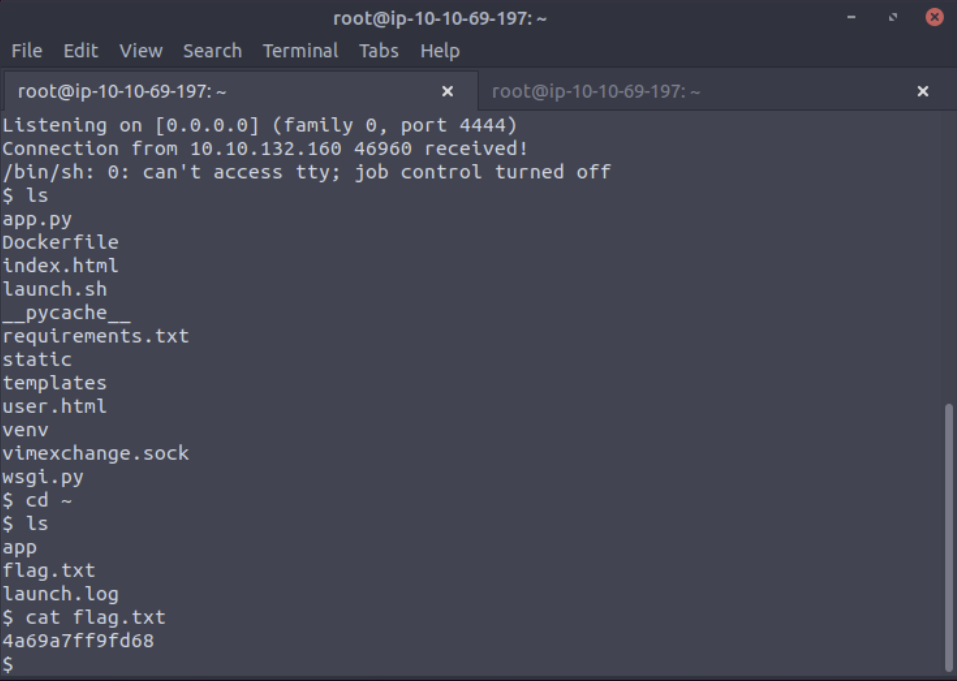 root@ip-10-10-69-197: ~
File Edit View Search Terminal Tabs Help
root@ip-10-10-69-197: ~ root@ip-10-10-69-197: ~
Listening on [0.0.0.0] (family 0, port 4444)
Connection from 10.10.132.160 46960 received!
/bin/sh: 0: can't access tty; job control turned off
$ ls
app.py
Dockerfile
index.html
launch.sh
__pycache__
requirements.txt
static
templates
user.html
venv
vimexchange.sock
wsgi.py
$ cd ~
$ ls
app
flag.txt
launch.log
$ cat flag.txt
4a69a7ff9fd68
$